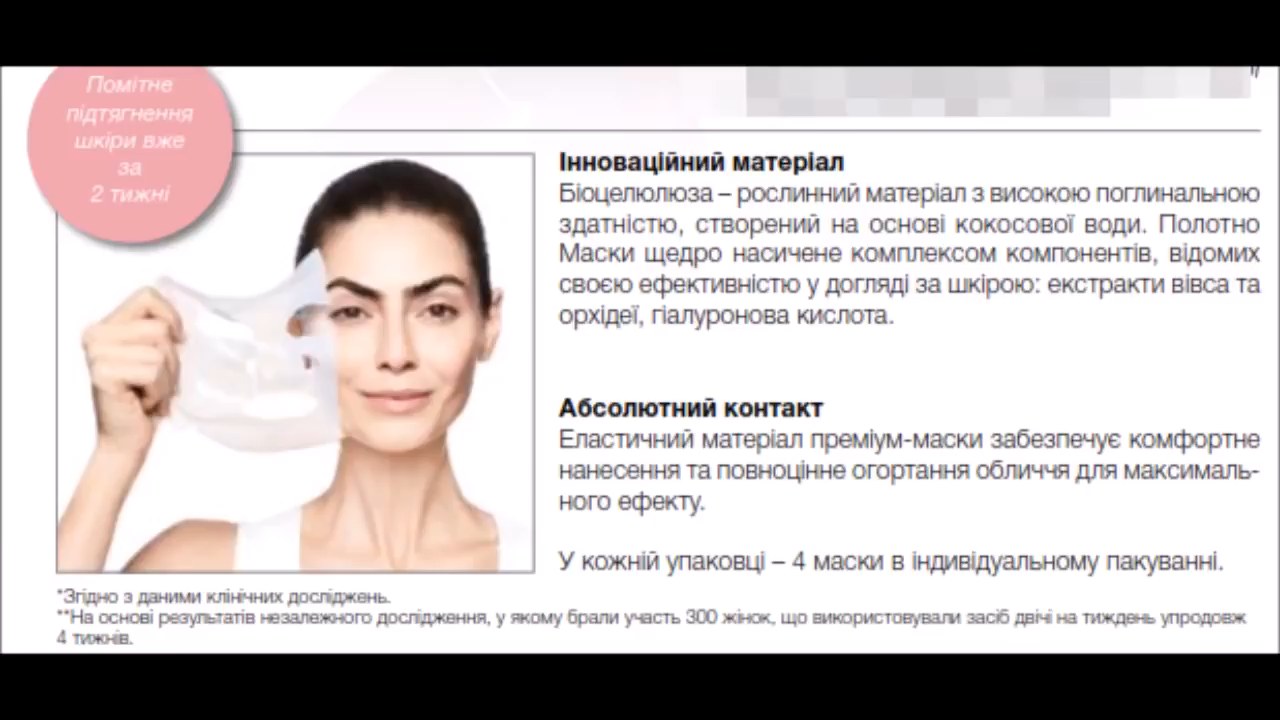 Помітне
підтягнення
шкіри вже
за
2 тижні
Інноваційний матеріал
Біоцелюлоза – рослинний матеріал з високою поглинальною
здатністю, створений на основі кокосової води. Полотно
Маски щедро насичене комплексом компонентів, відомих
своєю ефективністю у догляді за шкірою: екстракти вівса та
орхідеї, гіалуронова кислота.
Абсолютний контакт
Еластичний матеріал преміум-маски забезпечує комфортне
нанесення та повноцінне огортання обличчя для максималь-
ного ефекту.
У кожній упаковці – 4 маски в індивідуальному пакуванні.
*Згідно з даними клінічних досліджень.
**На основі результатів незалежного дослідження, у якому брали участь 300 жінок, що використовували засіб двічі на тиждень упродовж
4 тижнів.